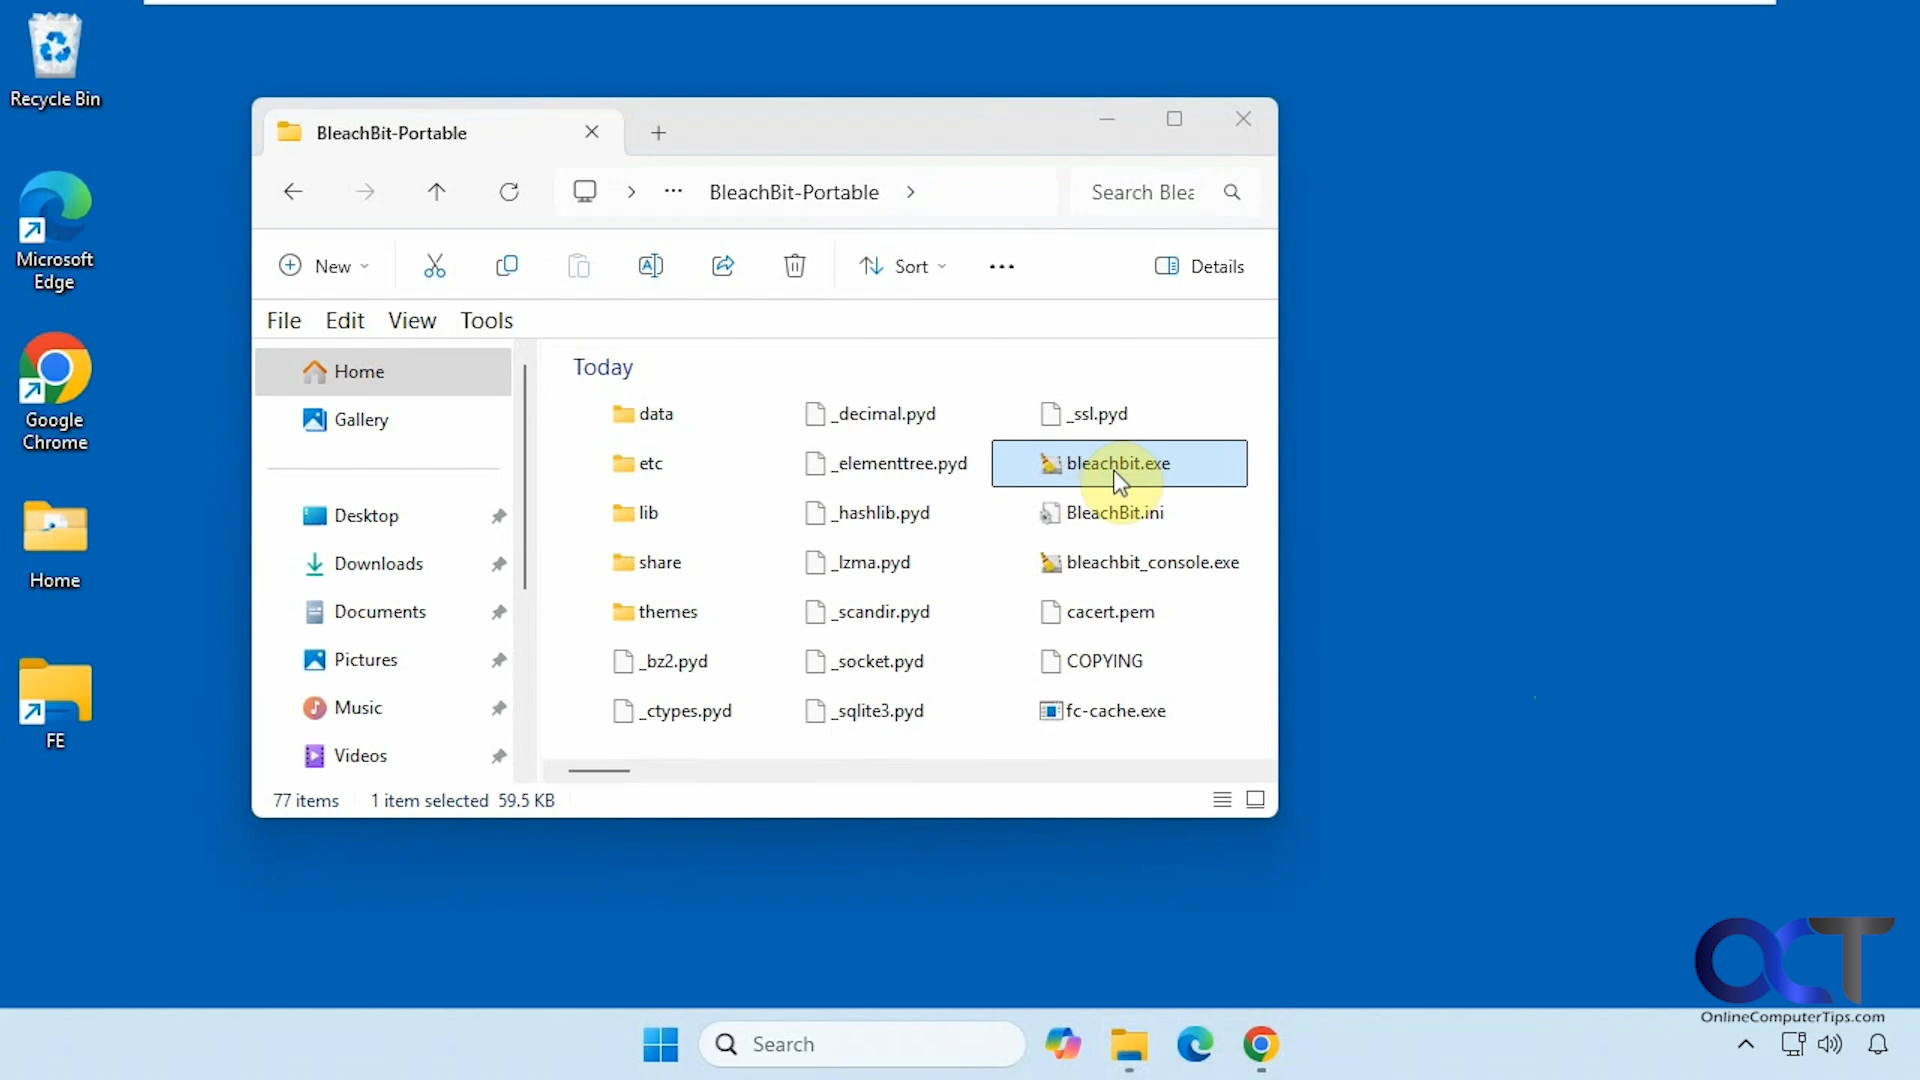 Recycle Bin
Microsoft
Edge
Google
Chrome
Home
FE
BleachBit-Portable
BleachBit-Portable
Search Blea
New
Sort
Details
File Edit View Tools
Home
Gallery
Desktop
Downloads
Documents
Pictures
Music
Videos
Today
data
etc
lib
share
themes
_bz2.pyd
_ctypes.pyd
_decimal.pyd
_elementtree.pyd
_hashlib.pyd
_lzma.pyd
_scandir.pyd
_socket.pyd
_sqlite3.pyd
_ssl.pyd
bleachbit.exe
BleachBit.ini
bleachbit_console.exe
cacert.pem
COPYING
fc-cache.exe
77 items 1 item selected 59.5 KB
OCT
OnlineComputerTips.com
Search